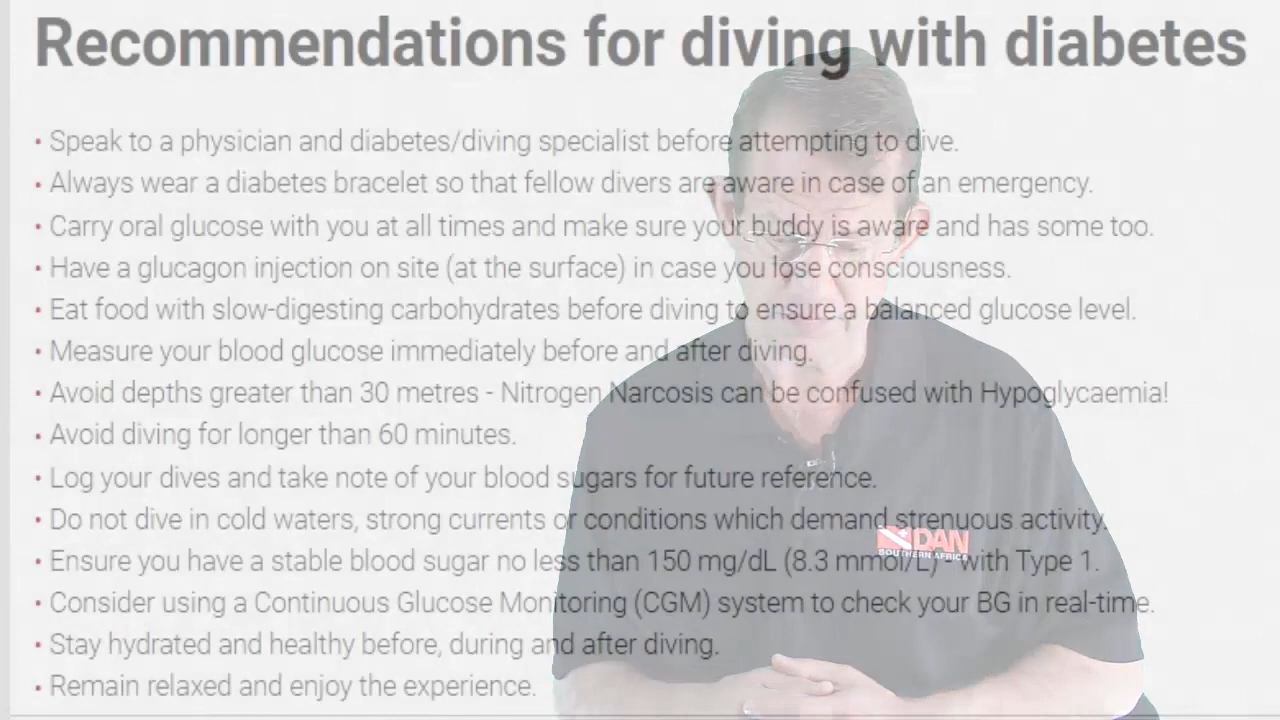 Recommendations for diving with diabetes
• Speak to a physician and diabetes/diving specialist before attempting to dive.
• Always wear a diabetes bracelet so that fellow divers are aware in case of an emergency.
• Carry oral glucose with you at all times and make sure your buddy is aware and has some too.
• Have a glucagon injection on site (at the surface) in case you lose consciousness.
• Eat food with slow-digesting carbohydrates before diving to ensure a balanced glucose level.
• Measure your blood glucose immediately before and after diving.
• Avoid depths greater than 30 metres - Nitrogen Narcosis can be confused with Hypoglycaemia!
• Avoid diving for longer than 60 minutes.
• Log your dives and take note of your blood sugars for future reference.
• Do not dive in cold waters, strong currents or conditions which demand strenuous activity.
• Ensure you have a stable blood sugar no less than 150 mg/dL (8.3 mmol/L) - with Type 1.
• Consider using a Continuous Glucose Monitoring (CGM) system to check your BG in real-time.
• Stay hydrated and healthy before, during and after diving.
• Remain relaxed and enjoy the experience.
DAN
SOUTHERN AFRICA